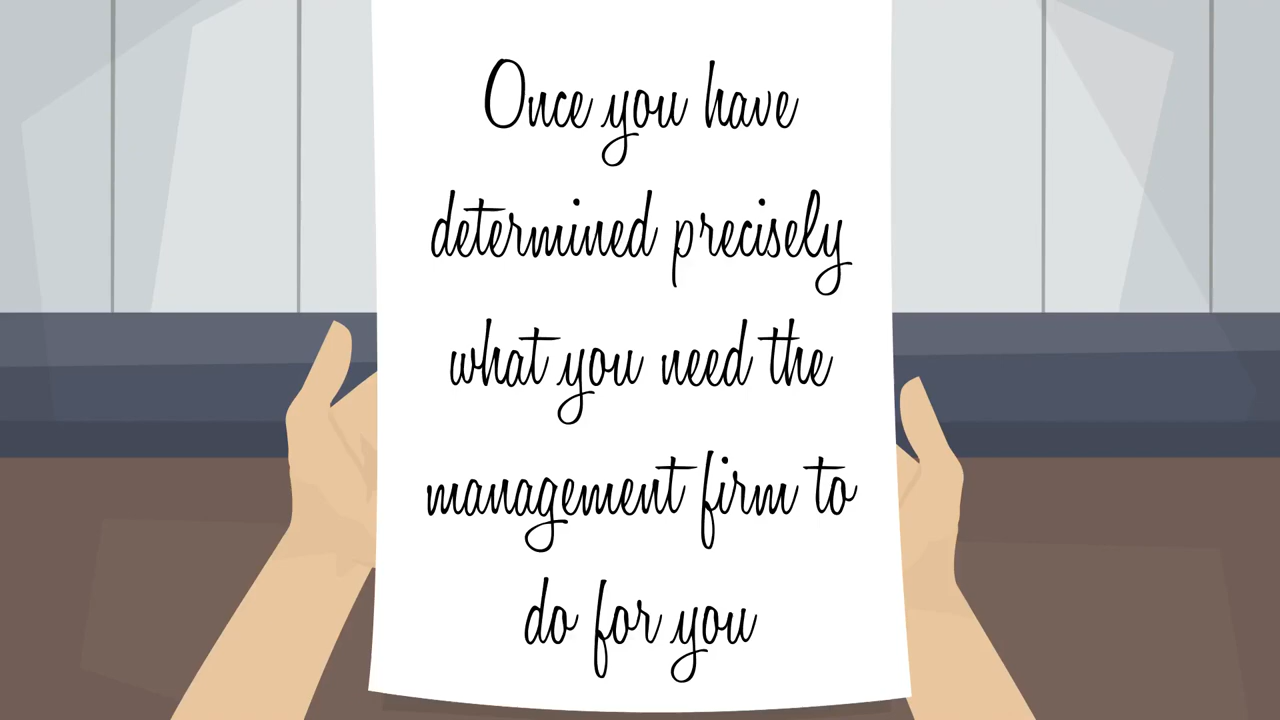 Once you have
determined precisely
what you need the
management firm to
do for you